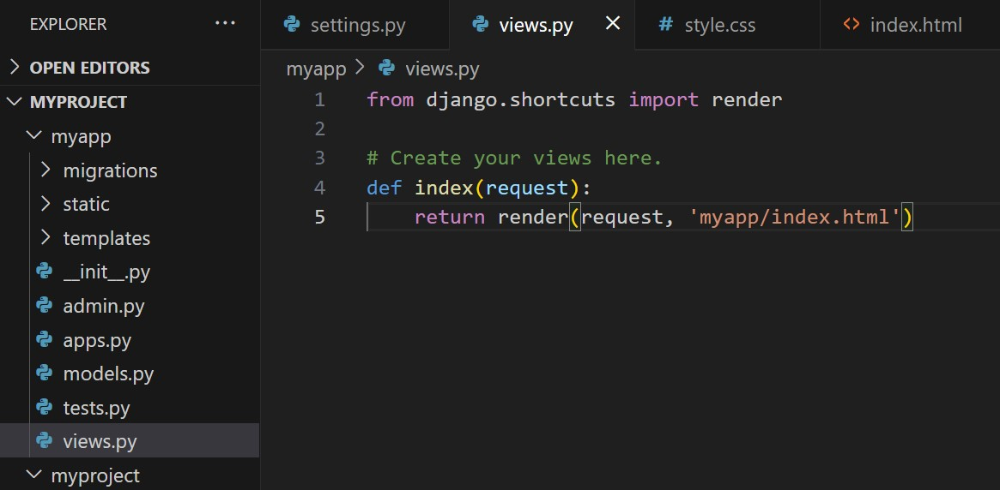 EXPLORER ···
OPEN EDITORS
MYPROJECT
myapp
migrations
static
templates
__init__.py
admin.py
apps.py
models.py
tests.py
views.py
myproject
settings.py views.py # style.css <> index.html
myapp > views.py
1 from django.shortcuts import render
2
3 # Create your views here.
4 def index(request):
5     return render(request, 'myapp/index.html')